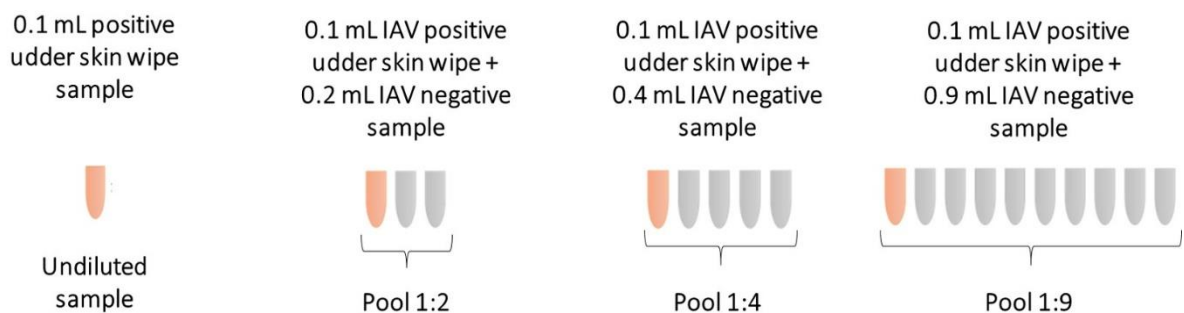 0.1 mL positive
udder skin wipe
sample
0.1 mL IAV positive
udder skin wipe +
0.2 mL IAV negative
sample
0.1 mL IAV positive
udder skin wipe +
0.4 mL IAV negative
sample
0.1 mL IAV positive
udder skin wipe +
0.9 mL IAV negative
sample
Undiluted
sample
Pool 1:2
Pool 1:4
Pool 1:9